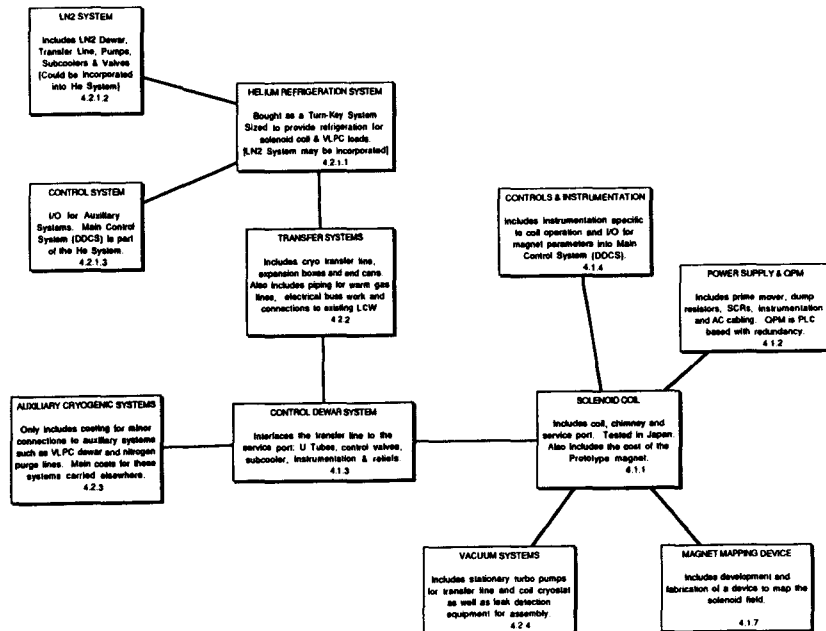 LN2 SYSTEM
Includes LN2 Dewar,
Transfer Line, Pumps,
Subcoolers & Valves
[Could be incorporated
into He System]
4.2.1.2
HELIUM REFRIGERATION SYSTEM
Bought as a Turn-Key System
Sized to provide refrigeration for
solenoid coil & VLPC loads.
[LN2 System may be incorporated]
4.2.1.1
CONTROL SYSTEM
I/O for Auxiliary
Systems. Main Control
System (DDCS) is part
of the He System.
4.2.1.3
TRANSFER SYSTEMS
Includes cryo transfer line,
expansion boxes and end cans.
Also includes piping for warm gas
lines, electrical buss work and
connections to existing LCW
4.2.2
CONTROLS & INSTRUMENTATION
Includes instrumentation specific
to coil operation and I/O for
magnet parameters into Main
Control System (DDCS).
4.1.4
POWER SUPPLY & QPM
Includes prime mover, dump
resistors, SCRs, instrumentation
and AC cabling. QPM is PLC
based with redundancy.
4.1.2
AUXILIARY CRYOGENIC SYSTEMS
Only includes costing for minor
connections to auxiliary systems
such as VLPC dewar and nitrogen
purge lines. Main costs for these
systems carried elsewhere.
4.2.3
CONTROL DEWAR SYSTEM
Interfaces the transfer line to the
service port: U Tubes, control valves,
subcooler, instrumentation & reliefs.
4.1.3
SOLENOID COIL
Includes coil, chimney and
service port. Tested in Japan.
Also includes the cost of the
Prototype magnet.
4.1.1
VACUUM SYSTEMS
Includes stationary turbo pumps
for transfer line and coil cryostat
as well as leak detection
equipment for assembly.
4.2.4
MAGNET MAPPING DEVICE
Includes development and
fabrication of a device to map the
solenoid field.
4.1.7